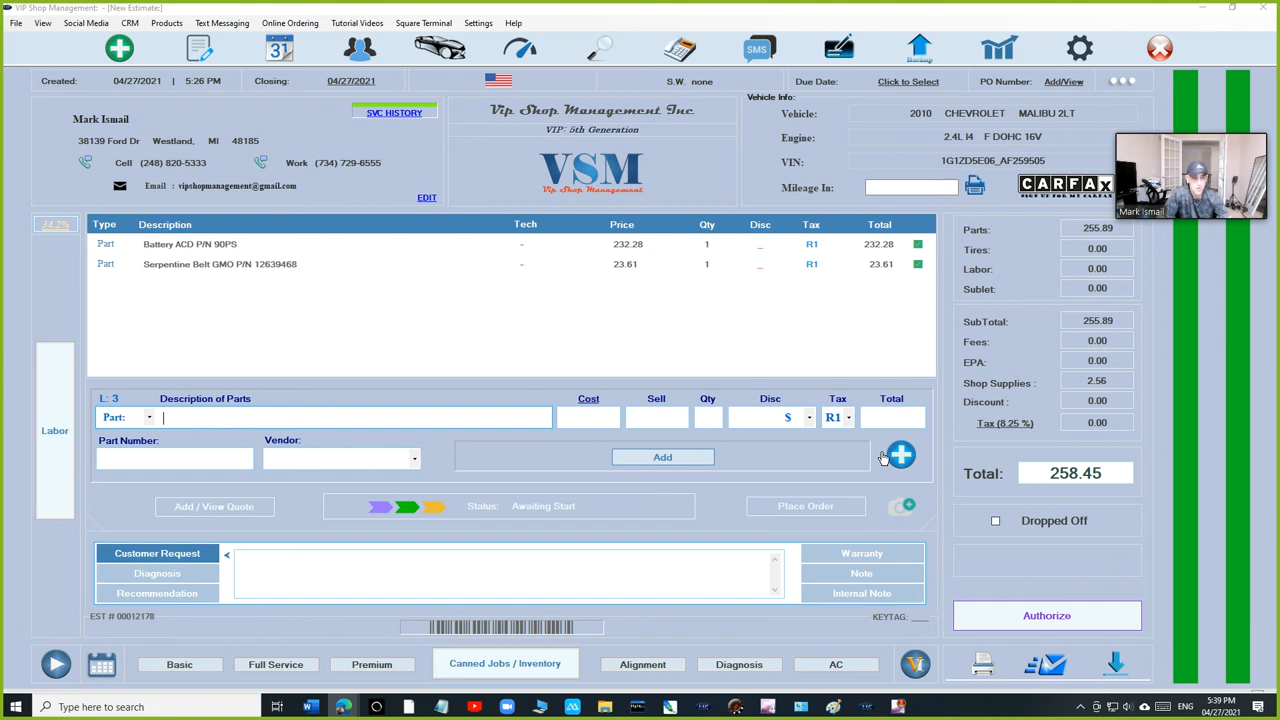 VIP Shop Management: - [New Estimate:]
File View Social Media CRM Products Text Messaging Online Ordering Tutorial Videos Square Terminal Settings Help
31
SMS
Backup
Created: 04/27/2021 | 5:26 PM Closing: 04/27/2021 S.W. none Due Date: Click to Select PO Number: Add/View
Mark Ismail
SVC HISTORY
38139 Ford Dr Westland, MI 48185
Cell (248) 820-5333 Work (734) 729-6555
Email : vipshopmanagement@gmail.com
EDIT
Vip Shop Management Inc
VIP: 5th Generation
VSM
Vip Shop Management
Vehicle Info:
Vehicle: 2010 CHEVROLET MALIBU 2LT
Engine: 2.4L I4 F DOHC 16V
VIN: 1G1ZD5E06_AF259505
Mileage In:
CARFAX
SIGN UP FOR MY CARFAX
Mark Ismail
Type Description Tech Price Qty Disc Tax Total
Part Battery ACD P/N 90PS - 232.28 1 _ R1 232.28
Part Serpentine Belt GMO P/N 12639468 - 23.61 1 _ R1 23.61
Labor
L: 3 Description of Parts Cost Sell Qty Disc Tax Total
Part: $ R1
Part Number: Vendor:
Add
Add / View Quote Status: Awaiting Start Place Order
Customer Request
Diagnosis
Recommendation
<
Warranty
Note
Internal Note
EST # 00012178 KEYTAG: ____
Parts: 255.89
Tires: 0.00
Labor: 0.00
Sublet: 0.00
SubTotal: 255.89
Fees: 0.00
EPA: 0.00
Shop Supplies : 2.56
Discount : 0.00
Tax (8.25 %) 0.00
Total: 258.45
Dropped Off
Authorize
Basic Full Service Premium Canned Jobs / Inventory Alignment Diagnosis AC
Type here to search
ENG
5:39 PM
04/27/2021